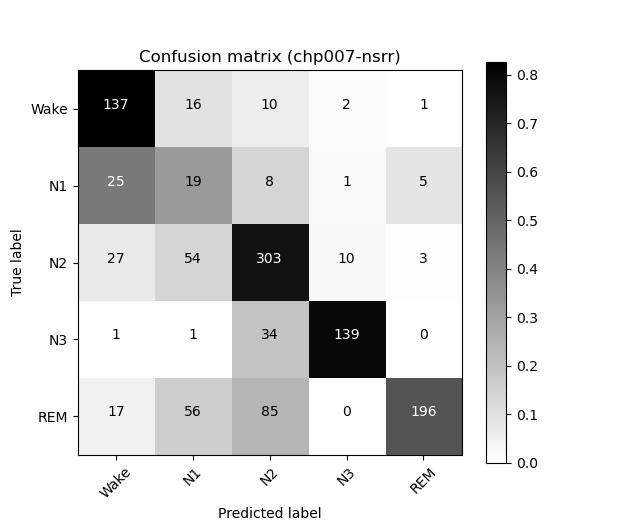 Confusion matrix (chp007-nsrr)
Wake 137 16 10 2 1
N1 25 19 8 1 5
N2 27 54 303 10 3
N3 1 1 34 139 0
REM 17 56 85 0 196
Wake N1 N2 N3 REM
Predicted label
True label
0.8
0.7
0.6
0.5
0.4
0.3
0.2
0.1
0.0